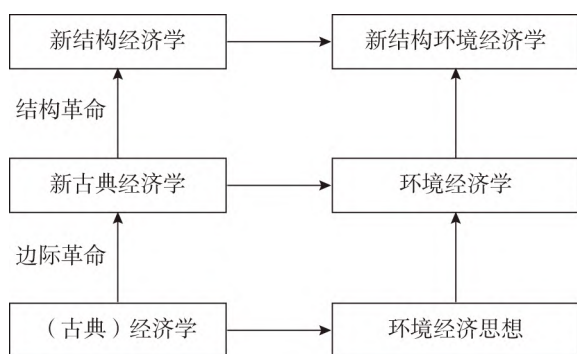 新结构经济学
新结构环境经济学
结构革命
新古典经济学
环境经济学
边际革命
（古典）经济学
环境经济思想